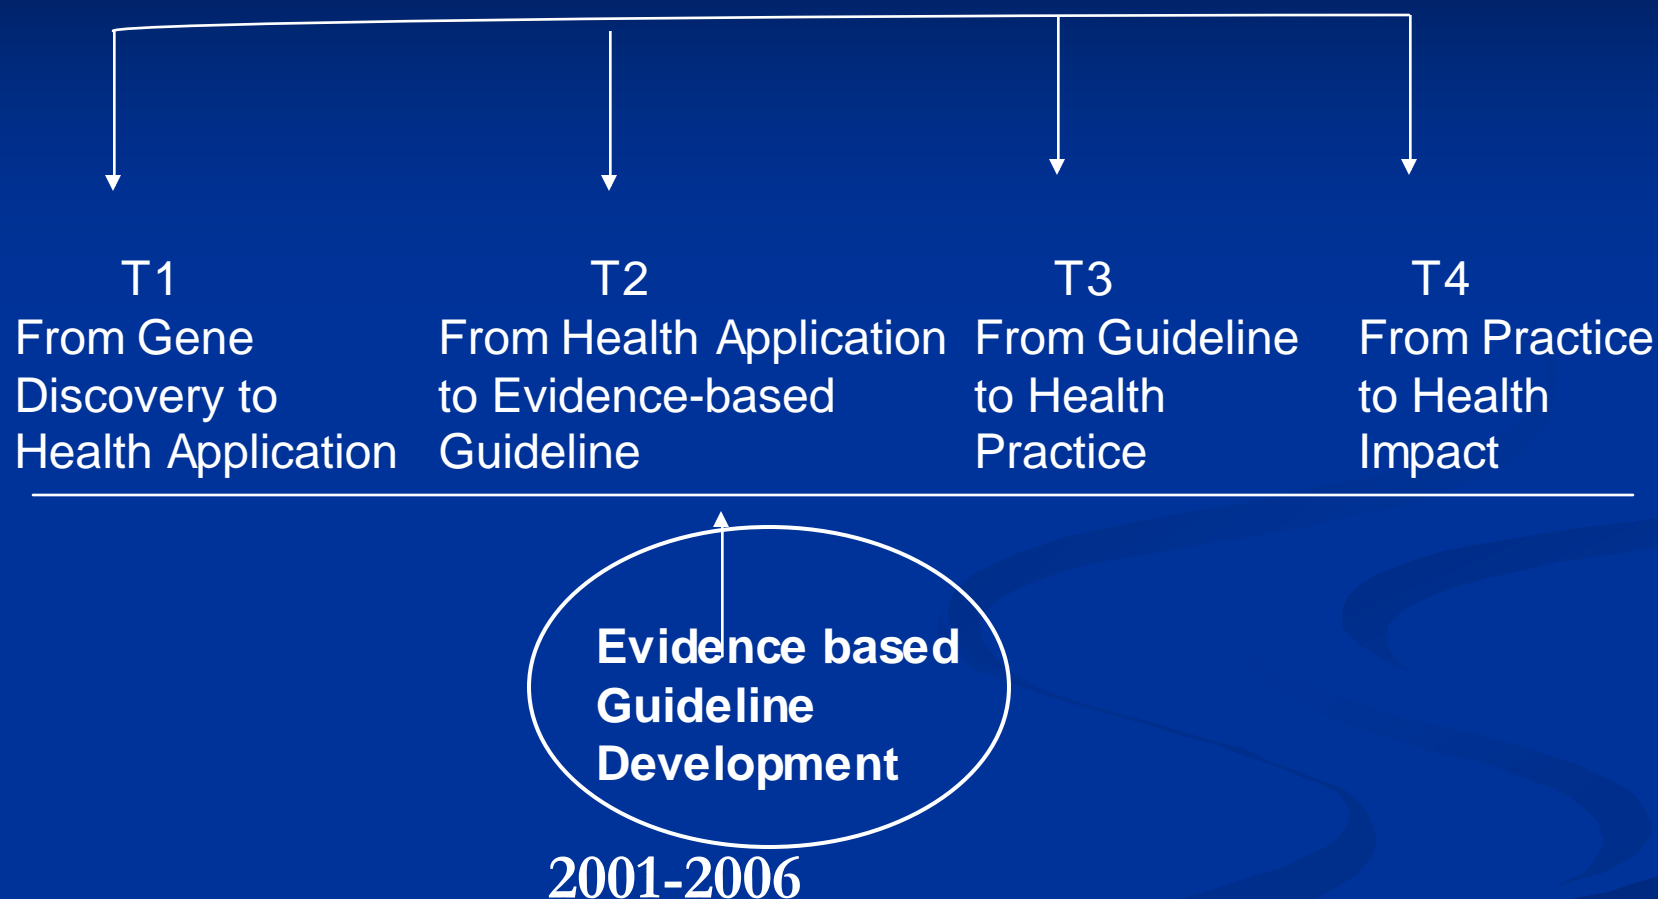 T1
From Gene
Discovery to
Health Application
T2
From Health Application
to Evidence-based
Guideline
T3
From Guideline
to Health
Practice
T4
From Practice
to Health
Impact
Evidence based
Guideline
Development
2001-2006